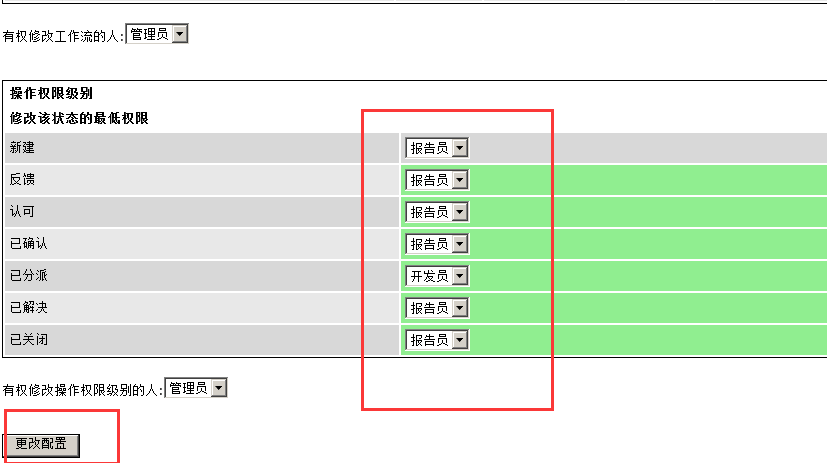 有权修改工作流的人:管理员
操作权限级别
修改该状态的最低权限
新建 报告员
反馈 报告员
认可 报告员
已确认 报告员
已分派 开发员
已解决 报告员
已关闭 报告员
有权修改操作权限级别的人:管理员
更改配置